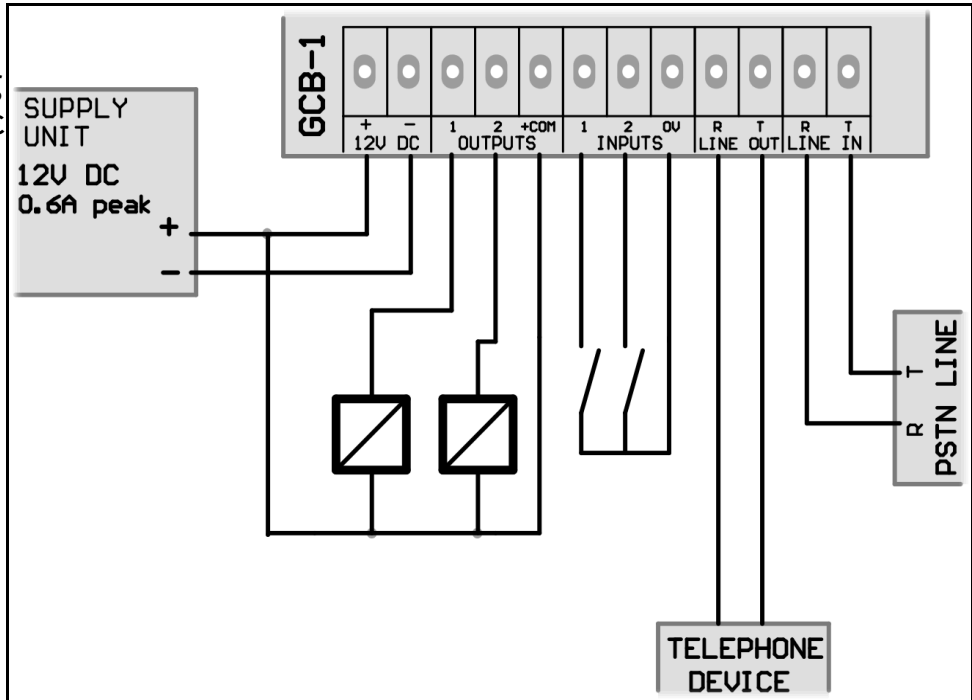 GCB-1
+ - 1 2 +COM 1 2 0V R T R T
12V DC OUTPUTS INPUTS LINE OUT LINE IN
SUPPLY
UNIT
12V DC
0.6A peak
+
-
T
R
PSTN LINE
TELEPHONE
DEVICE